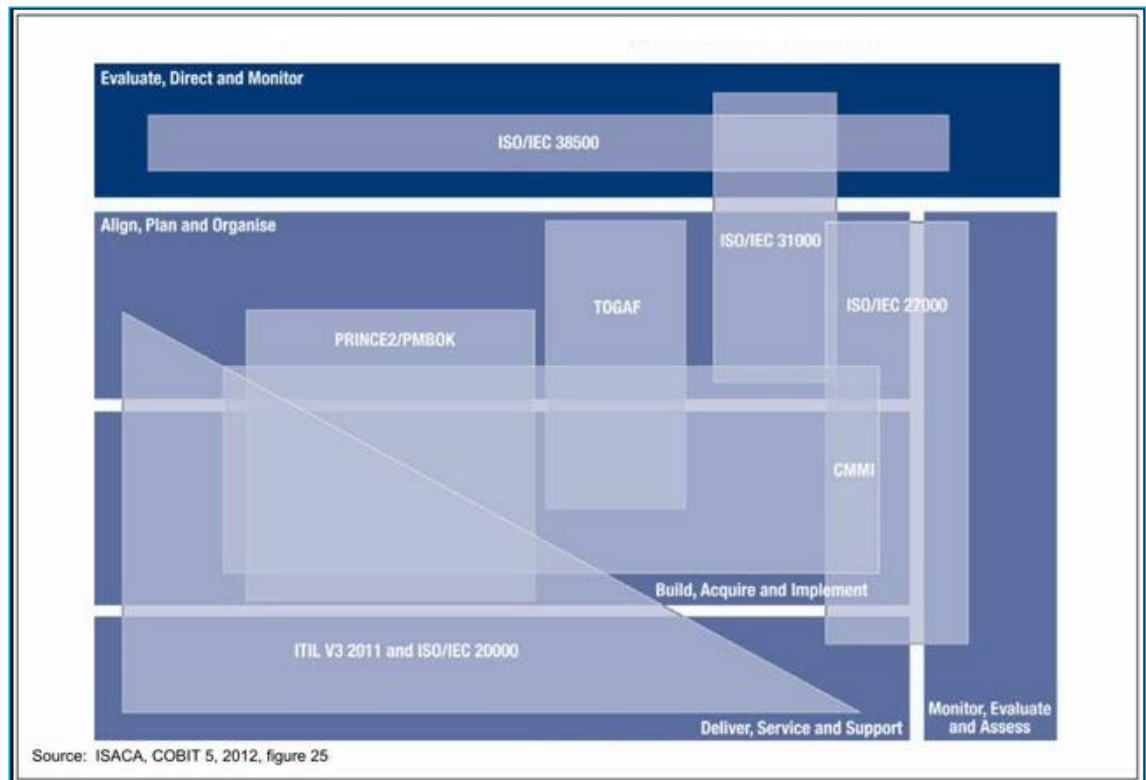 Evaluate, Direct and Monitor
ISO/IEC 38500
Align, Plan and Organise
ISO/IEC 31000
TOGAF
ISO/IEC 27000
PRINCE2/PMBOK
CMMI
Build, Acquire and Implement
ITIL V3 2011 and ISO/IEC 20000
Deliver, Service and Support
Monitor, Evaluate
and Assess
Source: ISACA, COBIT 5, 2012, figure 25